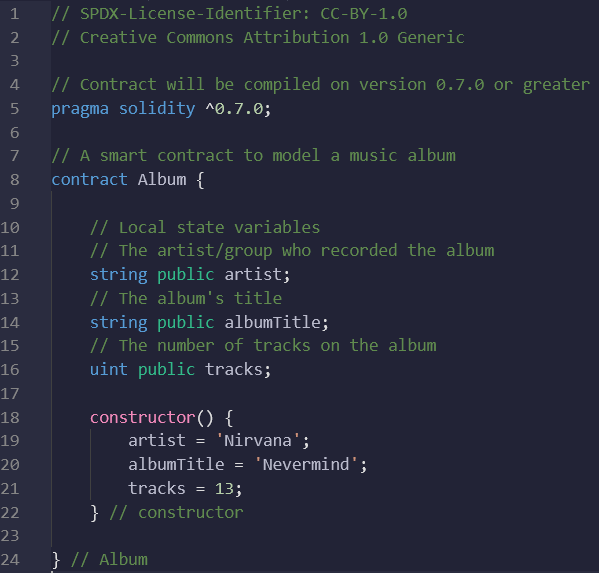 1 // SPDX-License-Identifier: CC-BY-1.0
2 // Creative Commons Attribution 1.0 Generic
3
4 // Contract will be compiled on version 0.7.0 or greater
5 pragma solidity ^0.7.0;
6
7 // A smart contract to model a music album
8 contract Album {
9
10 // Local state variables
11 // The artist/group who recorded the album
12 string public artist;
13 // The album's title
14 string public albumTitle;
15 // The number of tracks on the album
16 uint public tracks;
17
18 constructor() {
19 artist = 'Nirvana';
20 albumTitle = 'Nevermind';
21 tracks = 13;
22 } // constructor
23
24 } // Album